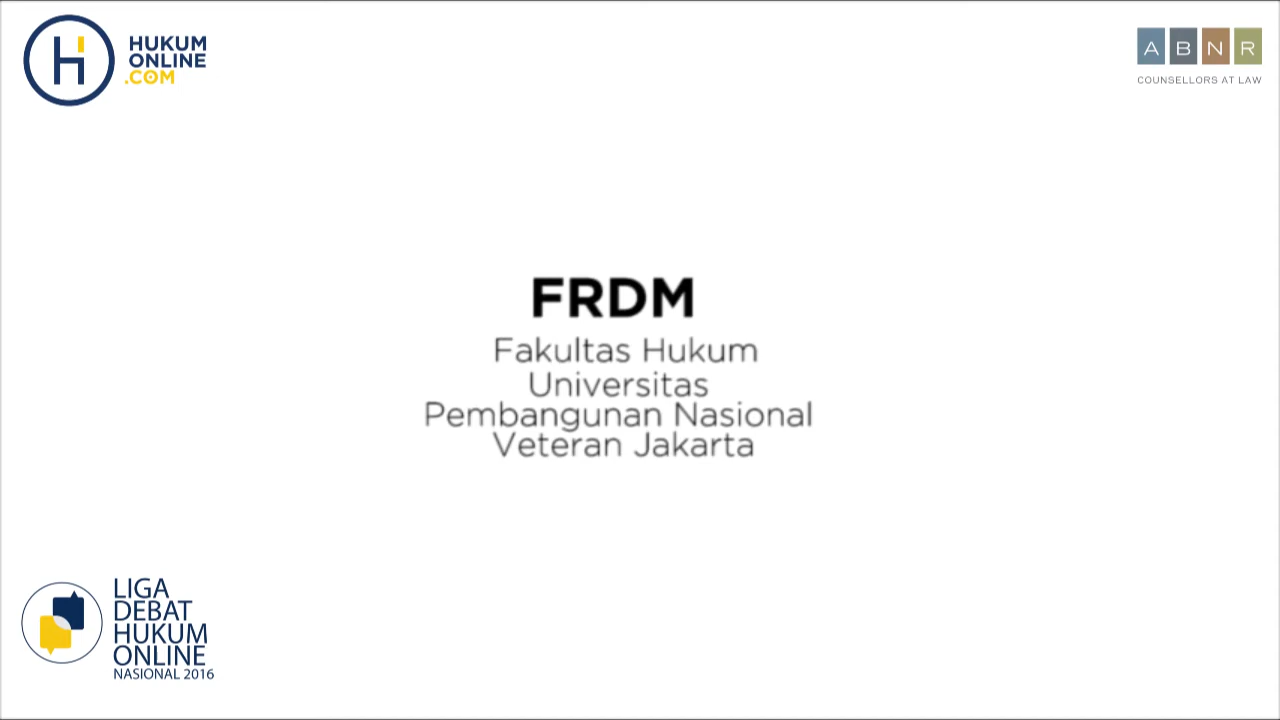 HUKUM
ONLINE
.COM
A B N R
COUNSELLORS AT LAW
FRDM
Fakultas Hukum
Universitas
Pembangunan Nasional
Veteran Jakarta
LIGA
DEBAT
HUKUM
ONLINE
NASIONAL 2016